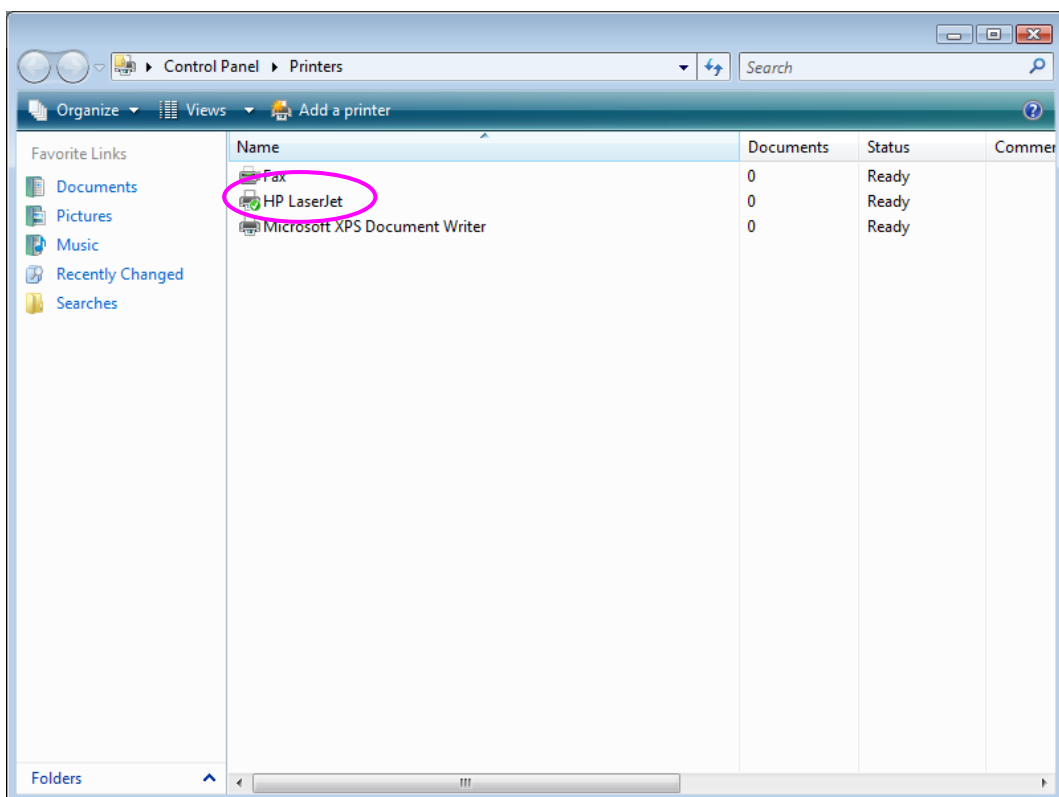 Control Panel Printers Search
Organize Views Add a printer ?
Favorite Links
Documents
Pictures
Music
Recently Changed
Searches
Folders
Name Documents Status Commer
Fax 0 Ready
HP LaserJet 0 Ready
Microsoft XPS Document Writer 0 Ready